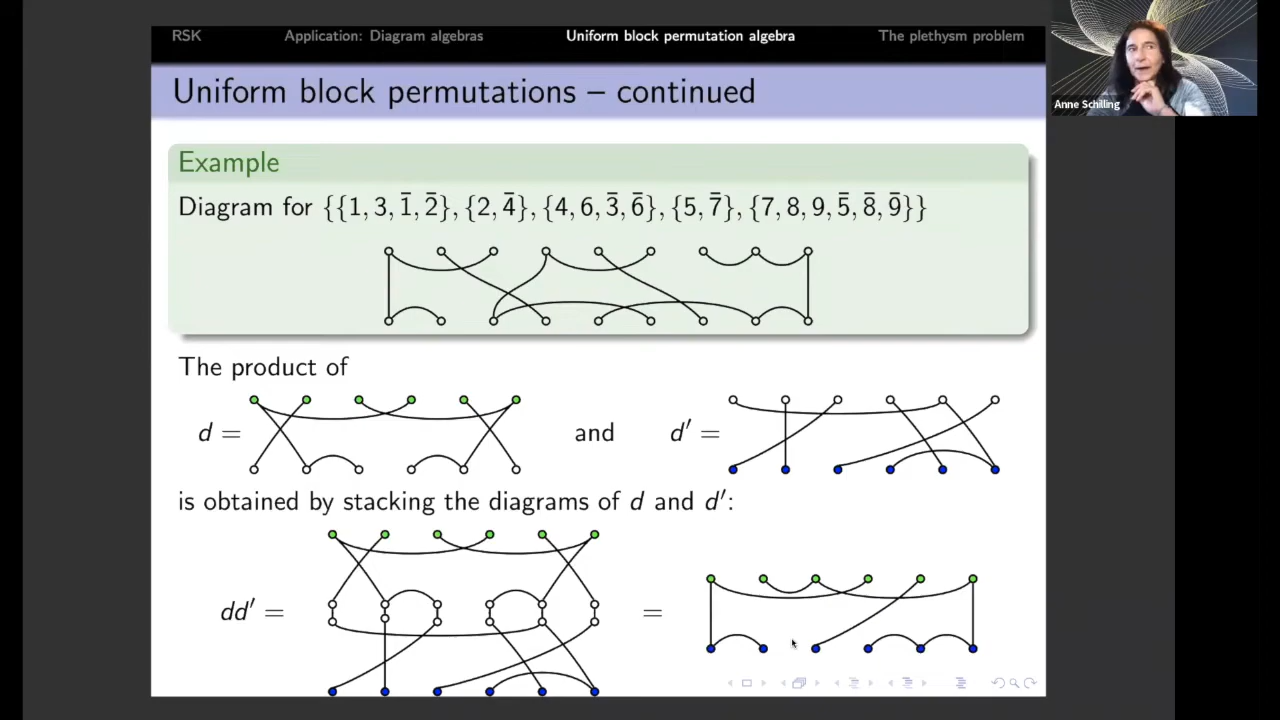 RSK Application: Diagram algebras Uniform block permutation algebra The plethysm problem
Anne Schilling
Uniform block permutations – continued
Example
Diagram for {{1, 3, 1̄, 2̄}, {2, 4̄}, {4, 6, 3̄, 6̄}, {5, 7̄}, {7, 8, 9, 5̄, 8̄, 9̄}}
The product of
d = and d′ =
is obtained by stacking the diagrams of d and d′:
dd′ = =